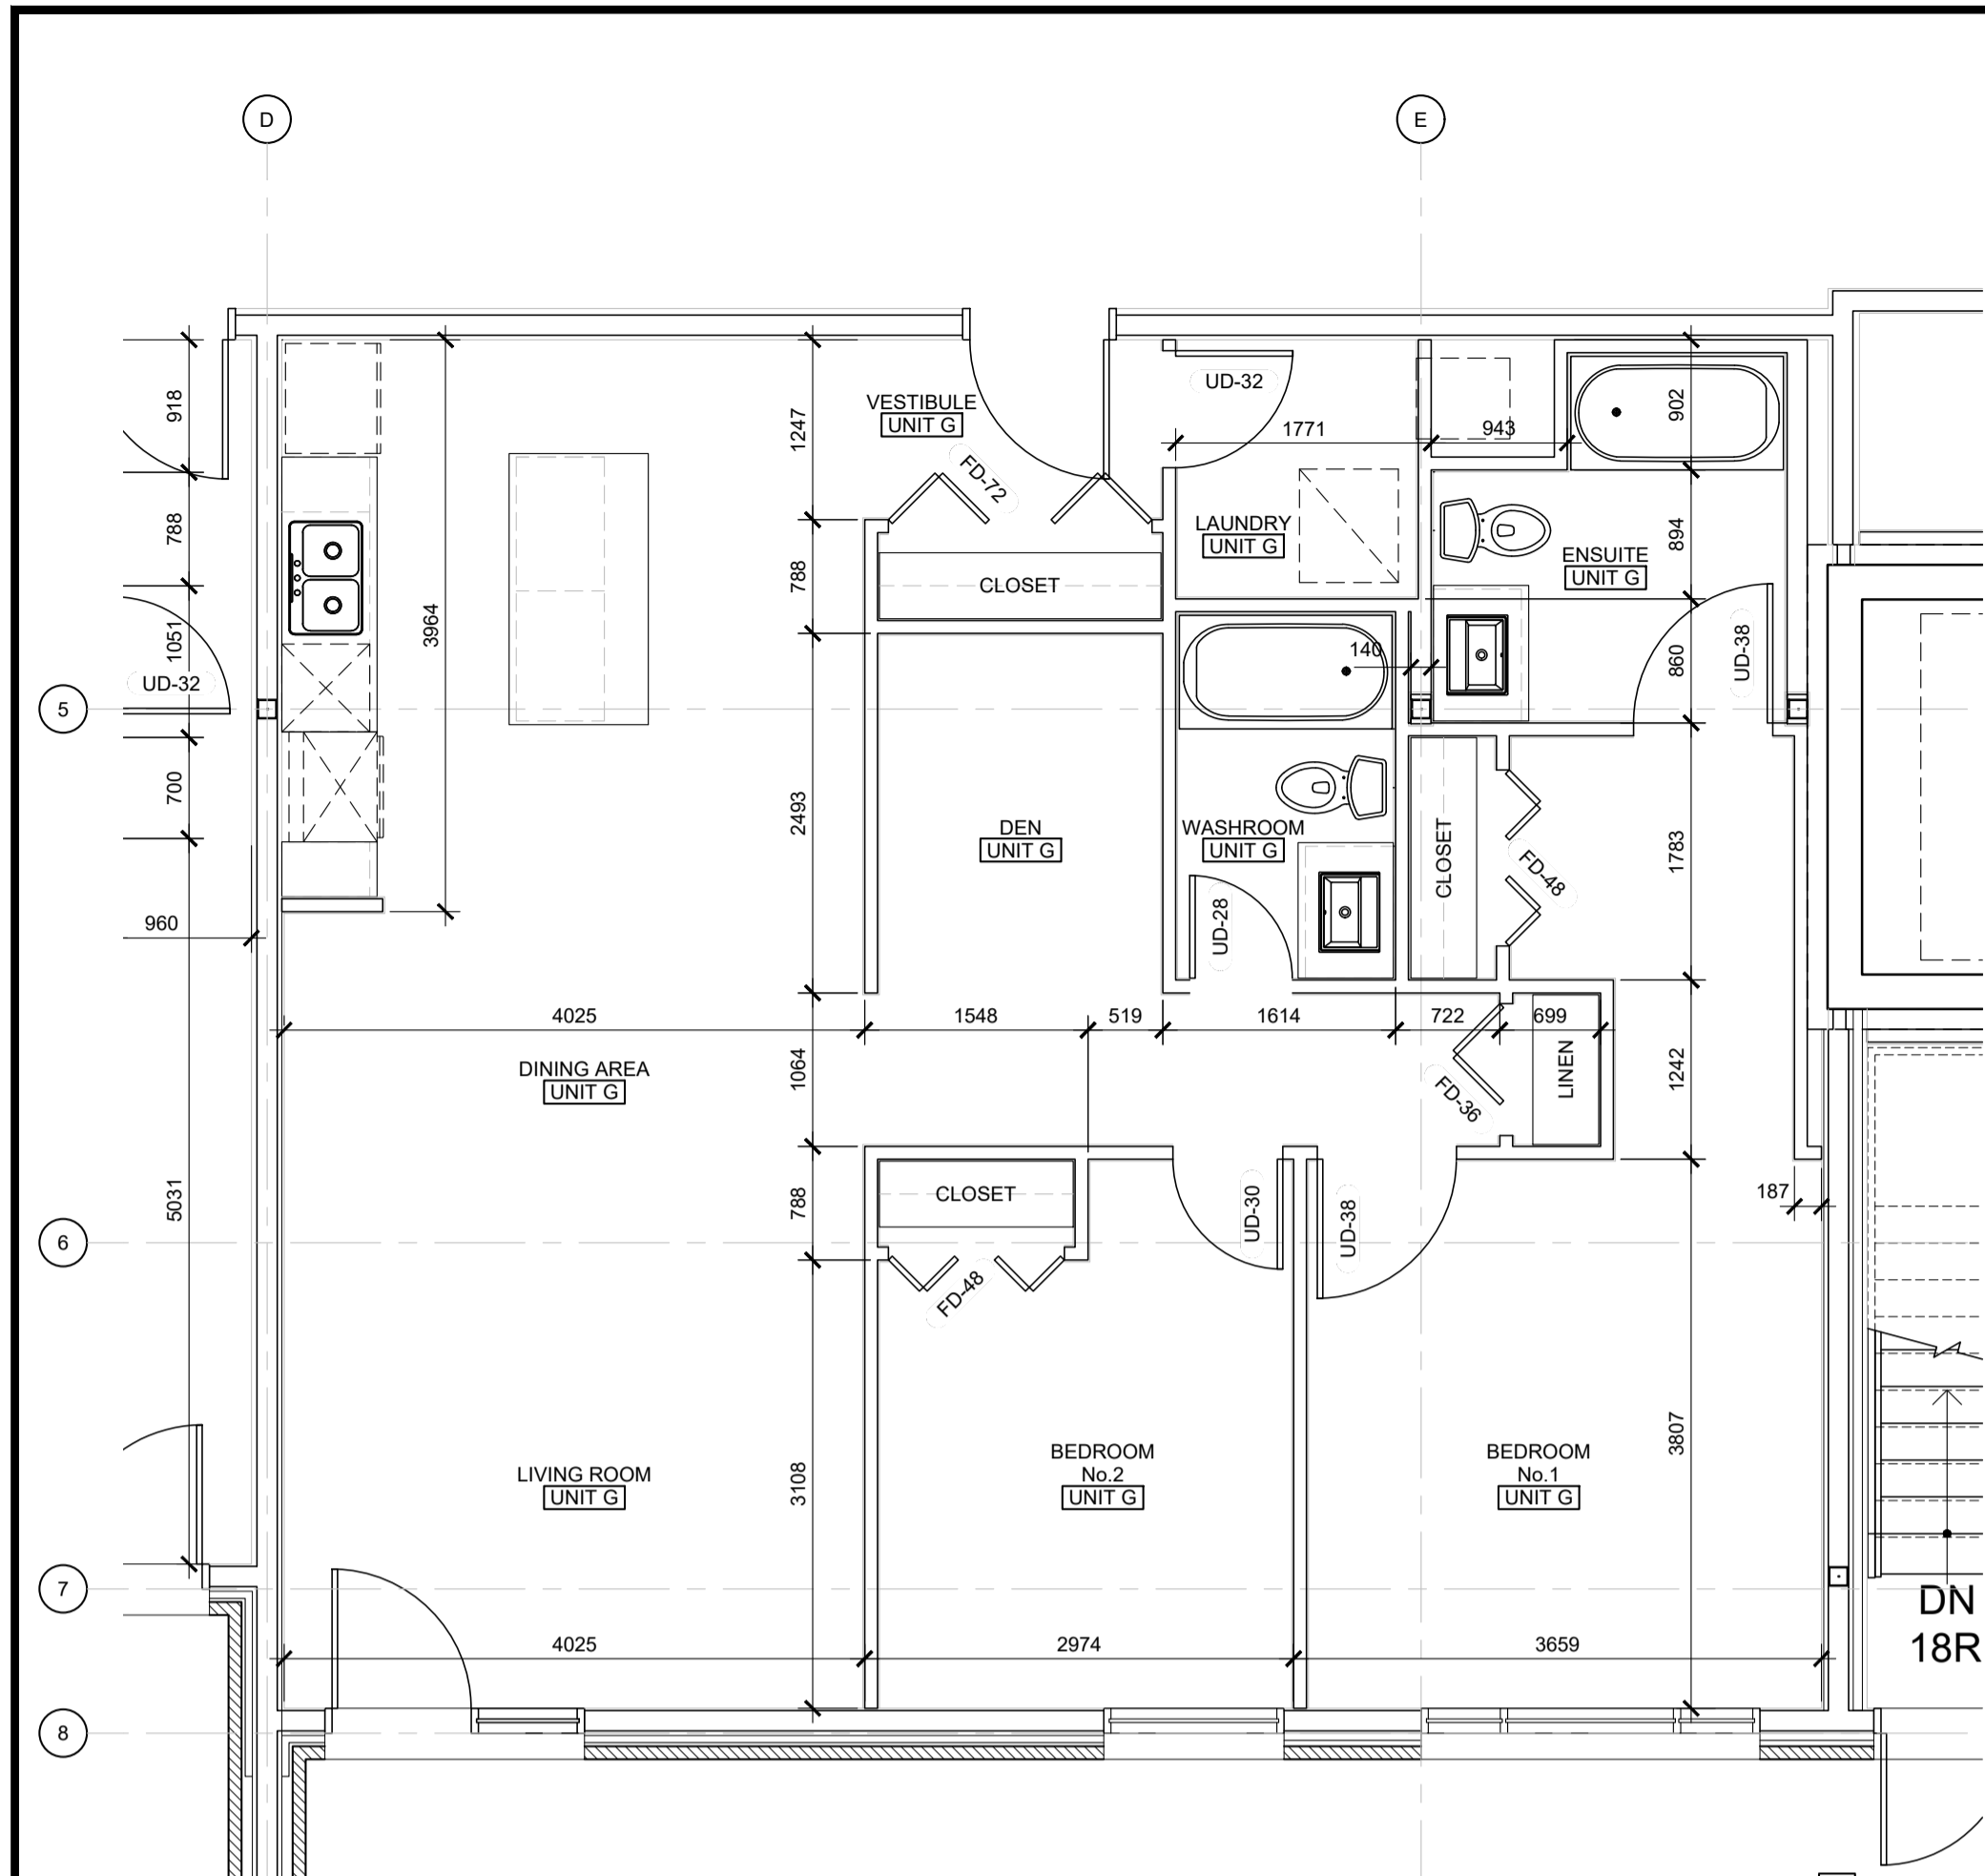 D
E
918
788
1051
UD-32
5
700
960
5031
6
7
8
3964
1247
788
2493
1064
788
3108
VESTIBULE
UNIT G
FD-72
CLOSET
UD-32
1771
943
902
LAUNDRY
UNIT G
ENSUITE
UNIT G
894
140
860
UD-38
DEN
UNIT G
WASHROOM
UNIT G
UD-28
CLOSET
FD-48
1783
4025
1548
519
1614
722
699
DINING AREA
UNIT G
FD-36
LINEN
1242
CLOSET
FD-48
UD-30
UD-38
187
LIVING ROOM
UNIT G
BEDROOM
No.2
UNIT G
BEDROOM
No.1
UNIT G
3807
4025
2974
3659
DN
18R